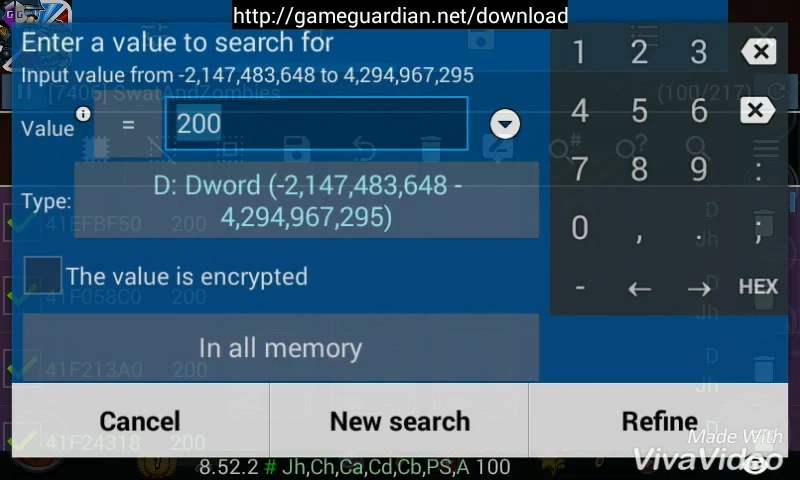 http://gameguardian.net/download
Enter a value to search for
Input value from -2,147,483,648 to 4,294,967,295
[7405] SwatAndZombies
(100/217)
Value
i
=
200
Type:
D: Dword (-2,147,483,648 -
4,294,967,295)
The value is encrypted
In all memory
Cancel
New search
Refine
1 2 3
4 5 6
7 8 9 :
0 , . ;
- ← → HEX
41EFBF50 200
D
Jh
41F058C0 200
D
Jh
41F213A0 200
D
Jh
41F24318 200
D
8.52.2 # Jh,Ch,Ca,Cd,Cb,PS,A 100
Made With
VivaVideo